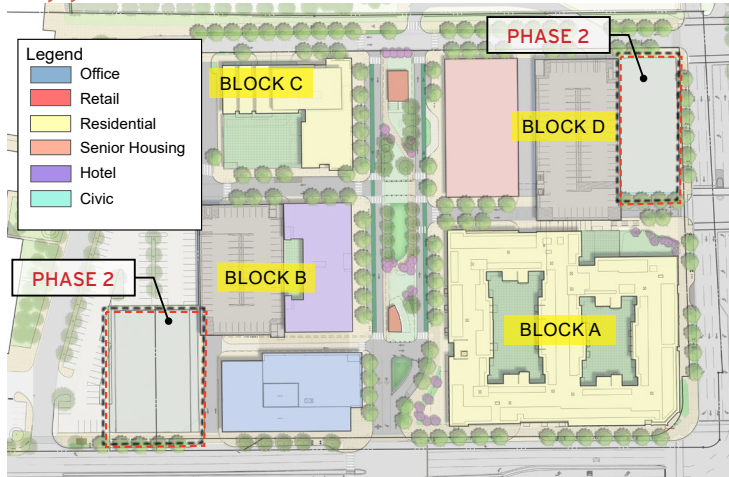 Legend
Office
Retail
Residential
Senior Housing
Hotel
Civic
BLOCK C
PHASE 2
BLOCK D
BLOCK B
PHASE 2
BLOCK A